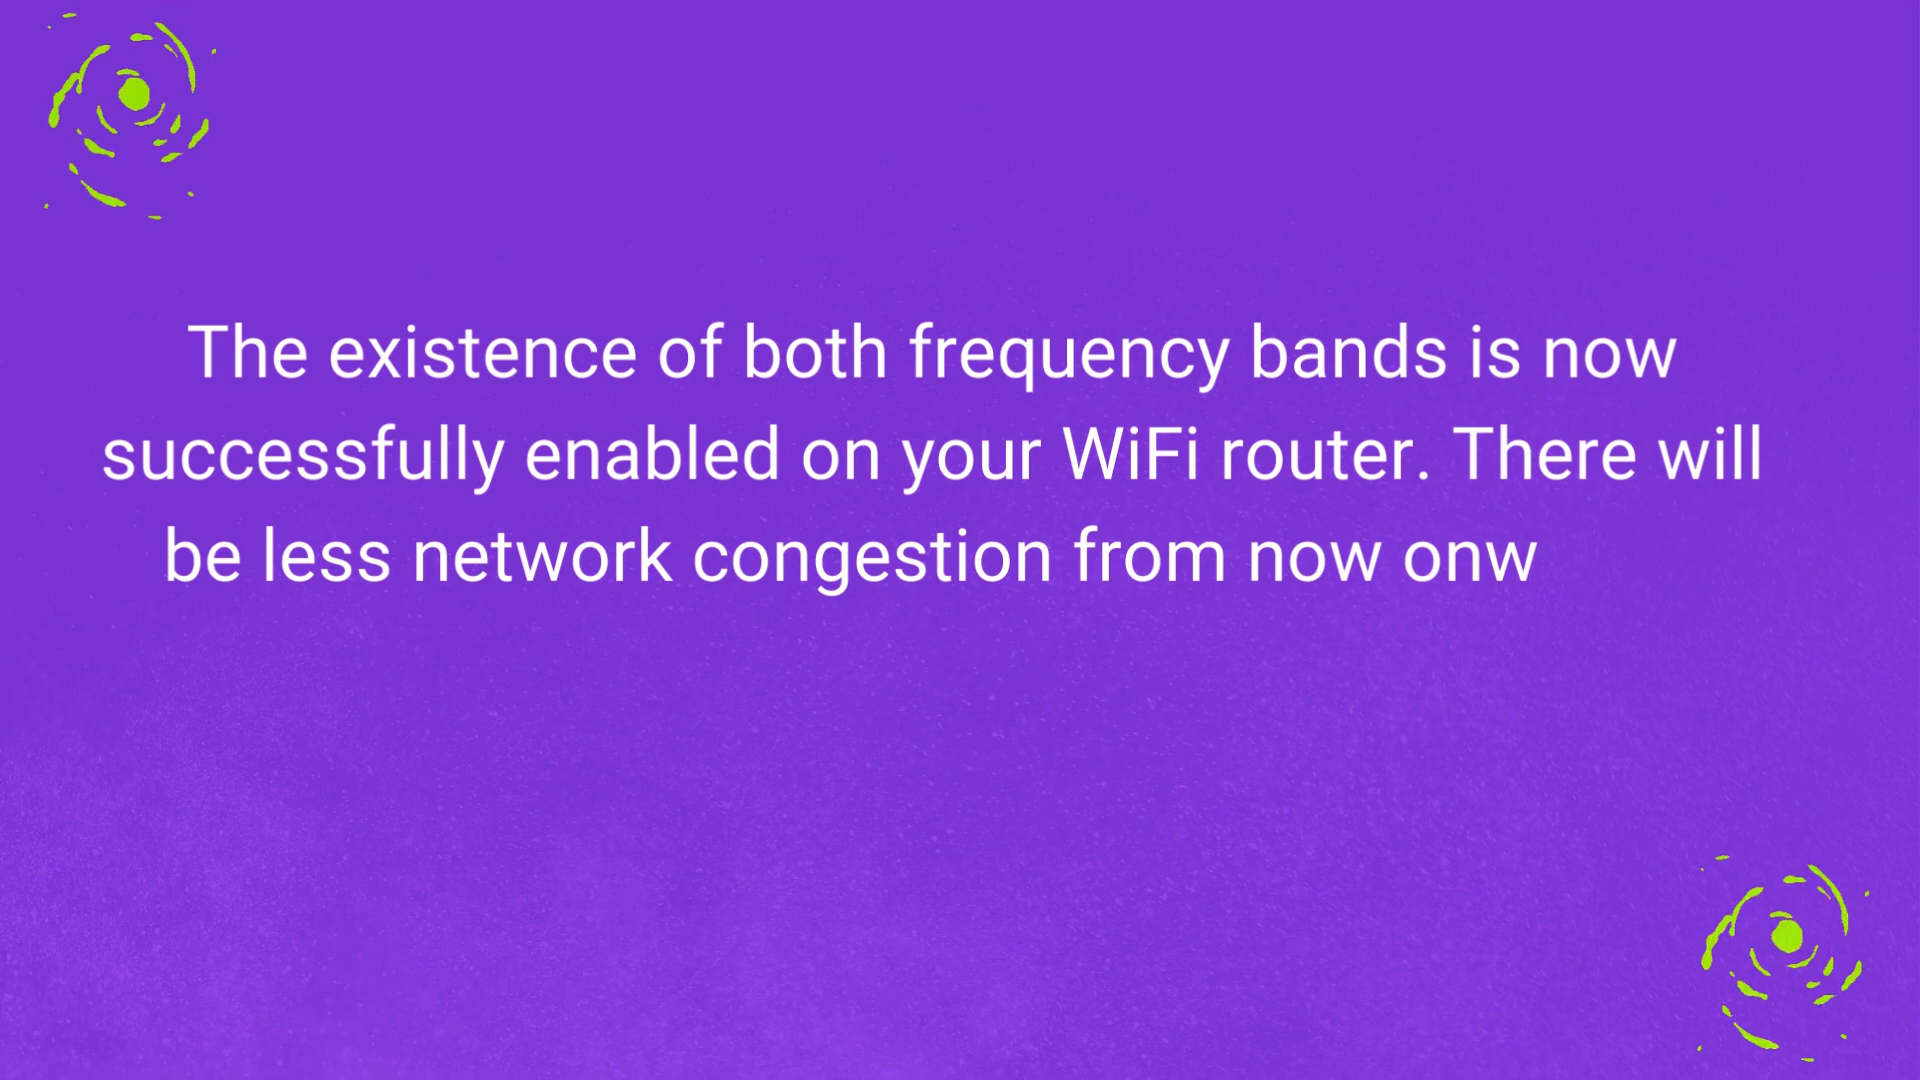 The existence of both frequency bands is now
successfully enabled on your WiFi router. There will
be less network congestion from now onw